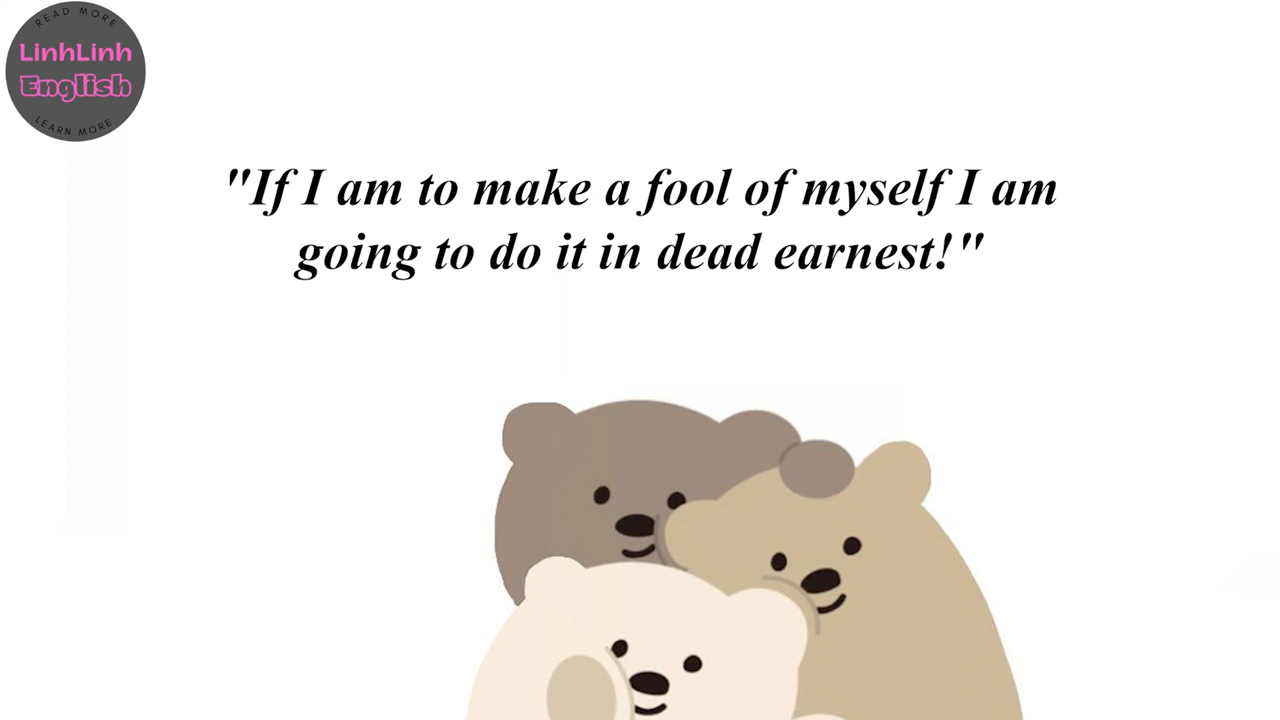 READ MORE
LinhLinh
English
LEARN MORE
"If I am to make a fool of myself I am
going to do it in dead earnest!"